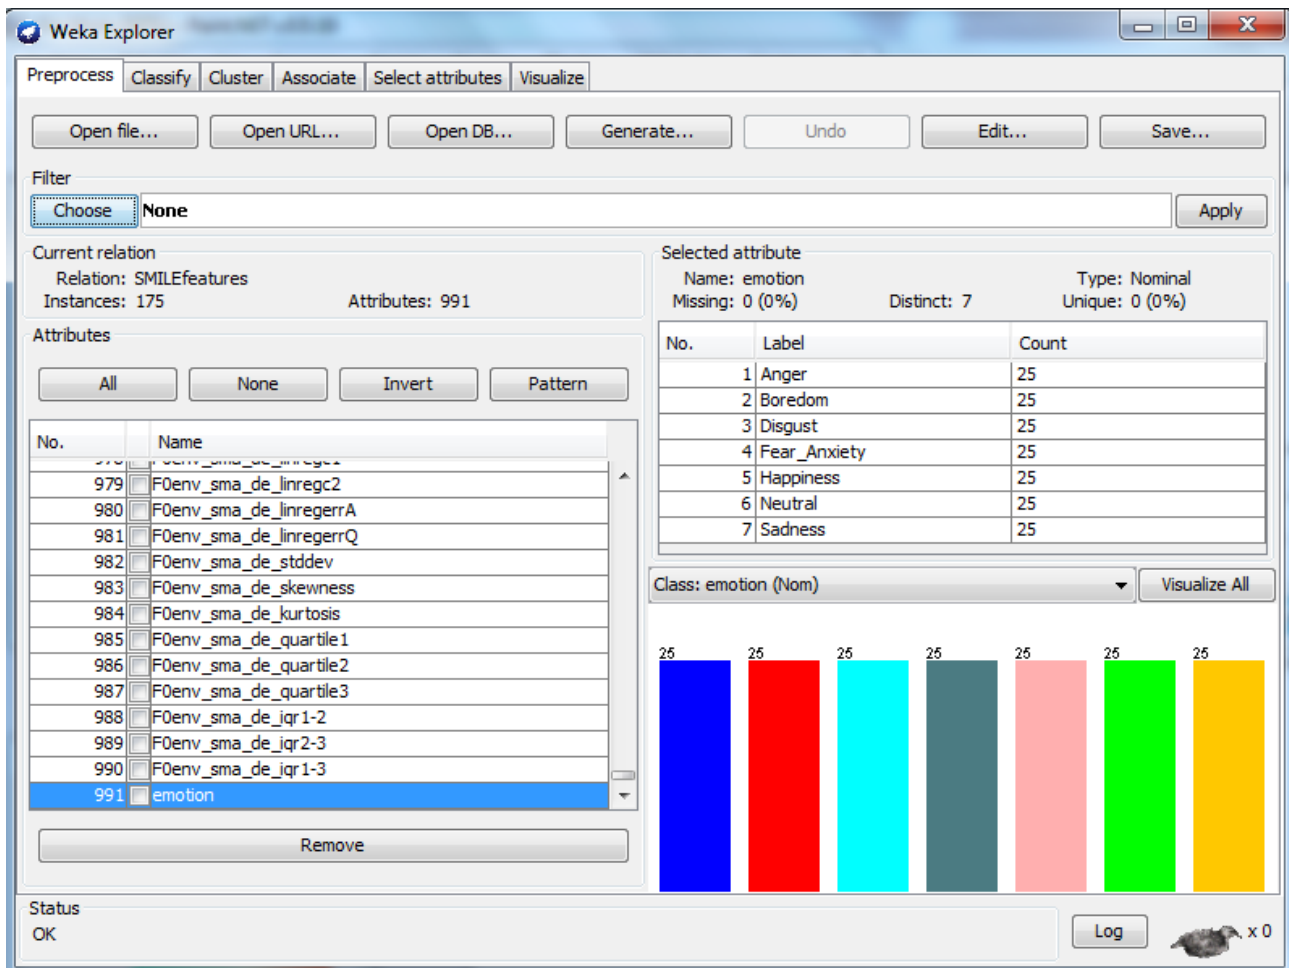 Weka Explorer
Preprocess Classify Cluster Associate Select attributes Visualize
Open file... Open URL... Open DB... Generate... Undo Edit... Save...
Filter
Choose None Apply
Current relation
Relation: SMILEfeatures
Instances: 175 Attributes: 991
Attributes
All None Invert Pattern
No. Name
979 F0env_sma_de_linregc2
980 F0env_sma_de_linregerrA
981 F0env_sma_de_linregerrQ
982 F0env_sma_de_stddev
983 F0env_sma_de_skewness
984 F0env_sma_de_kurtosis
985 F0env_sma_de_quartile1
986 F0env_sma_de_quartile2
987 F0env_sma_de_quartile3
988 F0env_sma_de_iqr1-2
989 F0env_sma_de_iqr2-3
990 F0env_sma_de_iqr1-3
991 emotion
Remove
Selected attribute
Name: emotion Type: Nominal
Missing: 0 (0%) Distinct: 7 Unique: 0 (0%)
No. Label Count
1 Anger 25
2 Boredom 25
3 Disgust 25
4 Fear_Anxiety 25
5 Happiness 25
6 Neutral 25
7 Sadness 25
Class: emotion (Nom) Visualize All
25 25 25 25 25 25 25
Status
OK
Log x 0